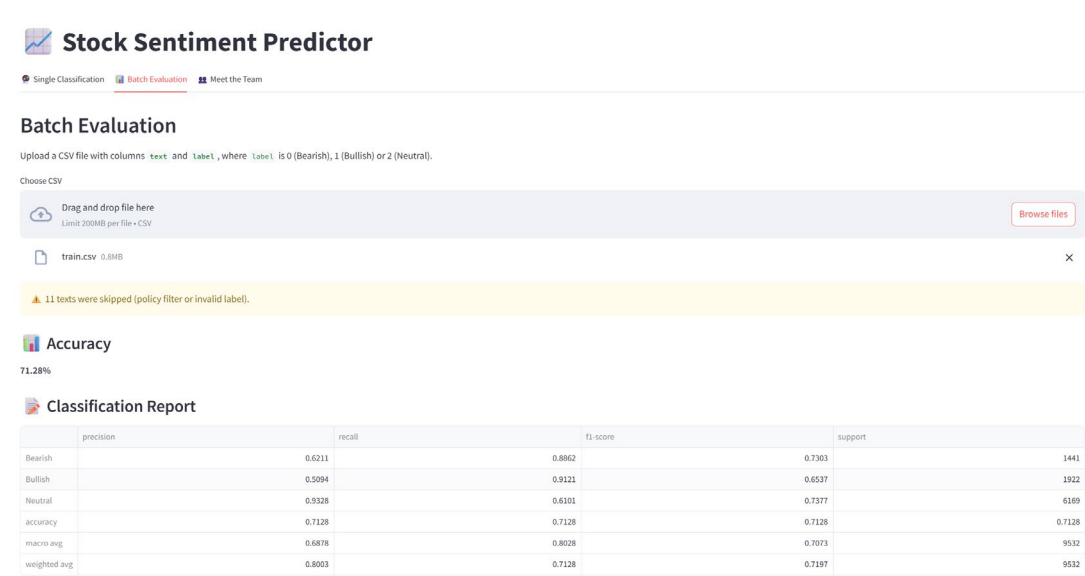 Stock Sentiment Predictor
Single Classification Batch Evaluation Meet the Team
Batch Evaluation
Upload a CSV file with columns text and label , where label is 0 (Bearish), 1 (Bullish) or 2 (Neutral).
Choose CSV
Drag and drop file here
Limit 200MB per file • CSV
Browse files
train.csv 0.8MB
11 texts were skipped (policy filter or invalid label).
Accuracy
71.28%
Classification Report
precision recall f1-score support
Bearish 0.6211 0.8862 0.7303 1441
Bullish 0.5094 0.9121 0.6537 1922
Neutral 0.9328 0.6101 0.7377 6169
accuracy 0.7128 0.7128 0.7128 0.7128
macro avg 0.6878 0.8028 0.7073 9532
weighted avg 0.8003 0.7128 0.7197 9532